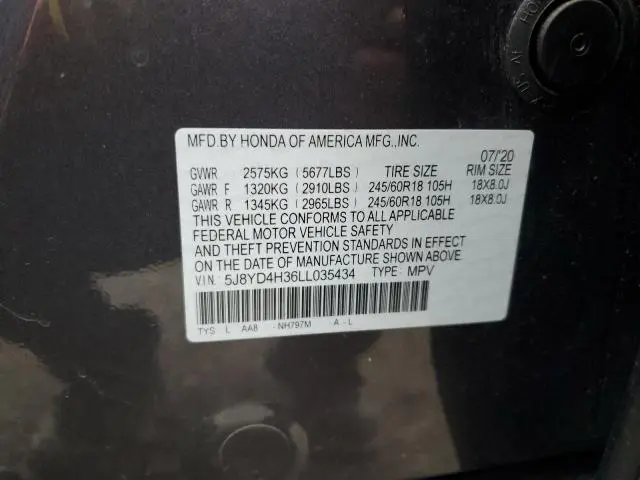 MFD.BY HONDA OF AMERICA MFG.,INC.
07/'20
GVWR 2575KG (5677LBS) TIRE SIZE RIM SIZE
GAWR F 1320KG (2910LBS) 245/60R18 105H 18X8.0J
GAWR R 1345KG (2965LBS) 245/60R18 105H 18X8.0J
THIS VEHICLE CONFORMS TO ALL APPLICABLE
FEDERAL MOTOR VEHICLE SAFETY
AND THEFT PREVENTION STANDARDS IN EFFECT
ON THE DATE OF MANUFACTURE SHOWN ABOVE.
VIN: 5J8YD4H36LL035434 TYPE: MPV
TYS L AA8 -NH797M A-L